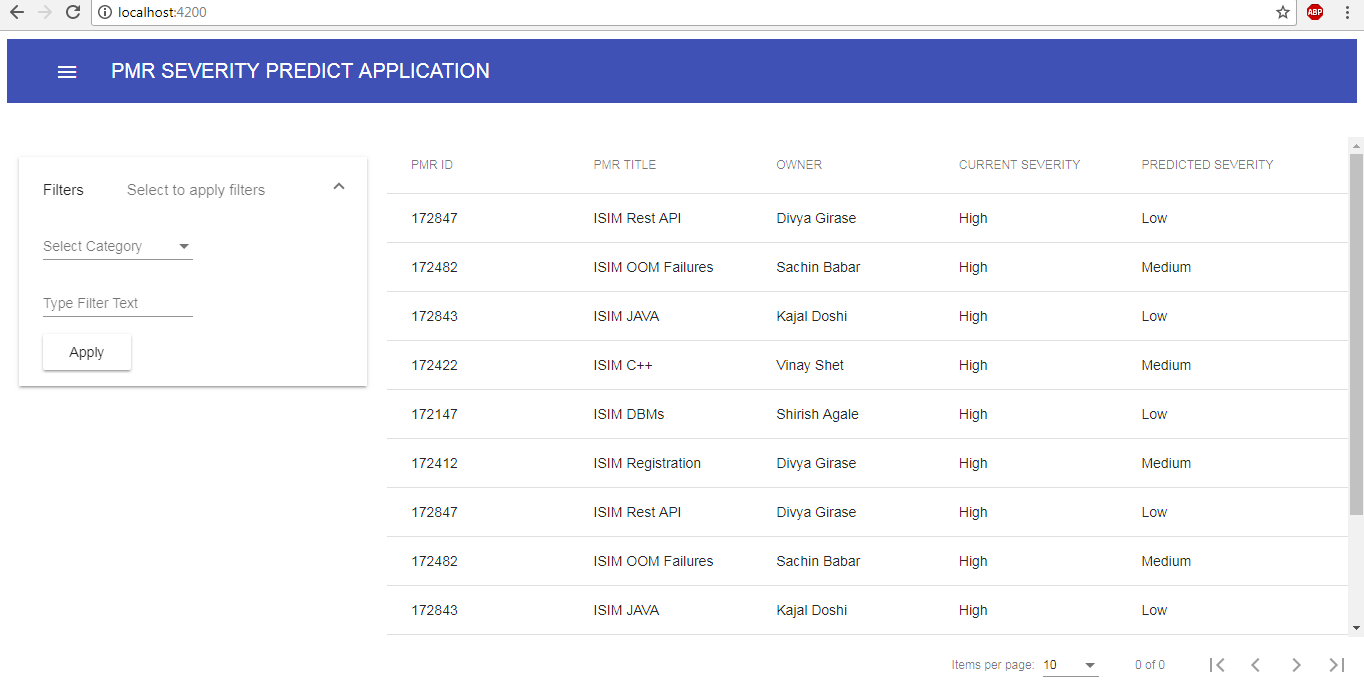 localhost:4200
ABP
PMR SEVERITY PREDICT APPLICATION
Filters Select to apply filters
Select Category
Type Filter Text
Apply
PMR ID PMR TITLE OWNER CURRENT SEVERITY PREDICTED SEVERITY
172847 ISIM Rest API Divya Girase High Low
172482 ISIM OOM Failures Sachin Babar High Medium
172843 ISIM JAVA Kajal Doshi High Low
172422 ISIM C++ Vinay Shet High Medium
172147 ISIM DBMs Shirish Agale High Low
172412 ISIM Registration Divya Girase High Medium
172847 ISIM Rest API Divya Girase High Low
172482 ISIM OOM Failures Sachin Babar High Medium
172843 ISIM JAVA Kajal Doshi High Low
Items per page: 10 0 of 0